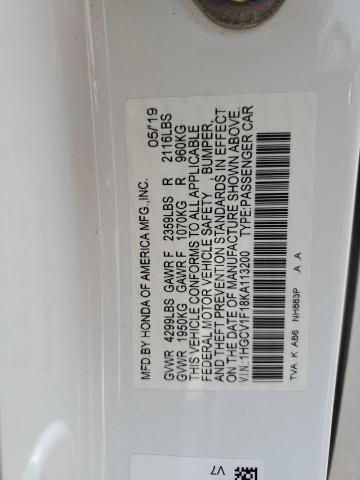 MFD.BY HONDA OF AMERICA MFG.,INC. 05/19
GVWR 4299LBS GAWR F 2359LBS R 2116LBS
GVWR 1950KG GAWR F 1070KG R 960KG
THIS VEHICLE CONFORMS TO ALL APPLICABLE
FEDERAL MOTOR VEHICLE SAFETY, BUMPER,
AND THEFT PREVENTION STANDARDS IN EFFECT
ON THE DATE OF MANUFACTURE SHOWN ABOVE.
V.I.N.:1HGCV1F18KA113200 TYPE:PASSENGER CAR
TVA K AB6 NH883P A A
V7